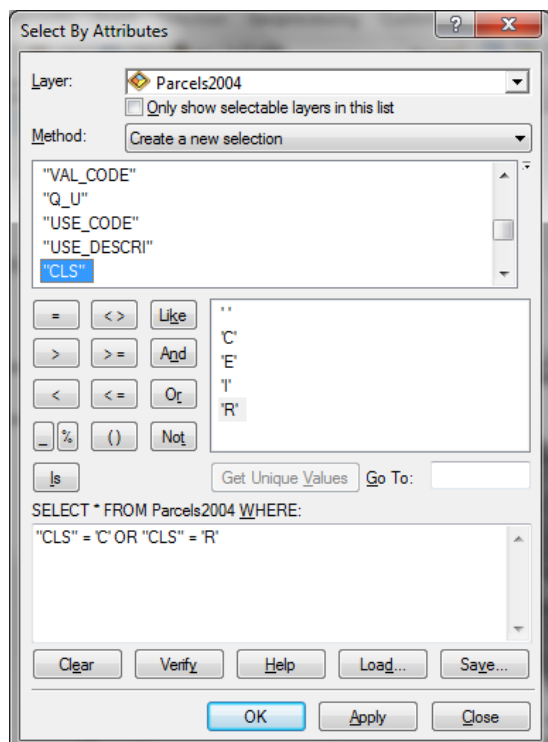 Select By Attributes
Layer: Parcels2004
Only show selectable layers in this list
Method: Create a new selection
"VAL_CODE"
"Q_U"
"USE_CODE"
"USE_DESCRI"
"CLS"
= <> Like ' '
'C'
> >= And 'E'
'I'
< <= Or 'R'
_ % () Not
Is Get Unique Values Go To:
SELECT * FROM Parcels2004 WHERE:
"CLS" = 'C' OR "CLS" = 'R'
Clear Verify Help Load... Save...
OK Apply Close